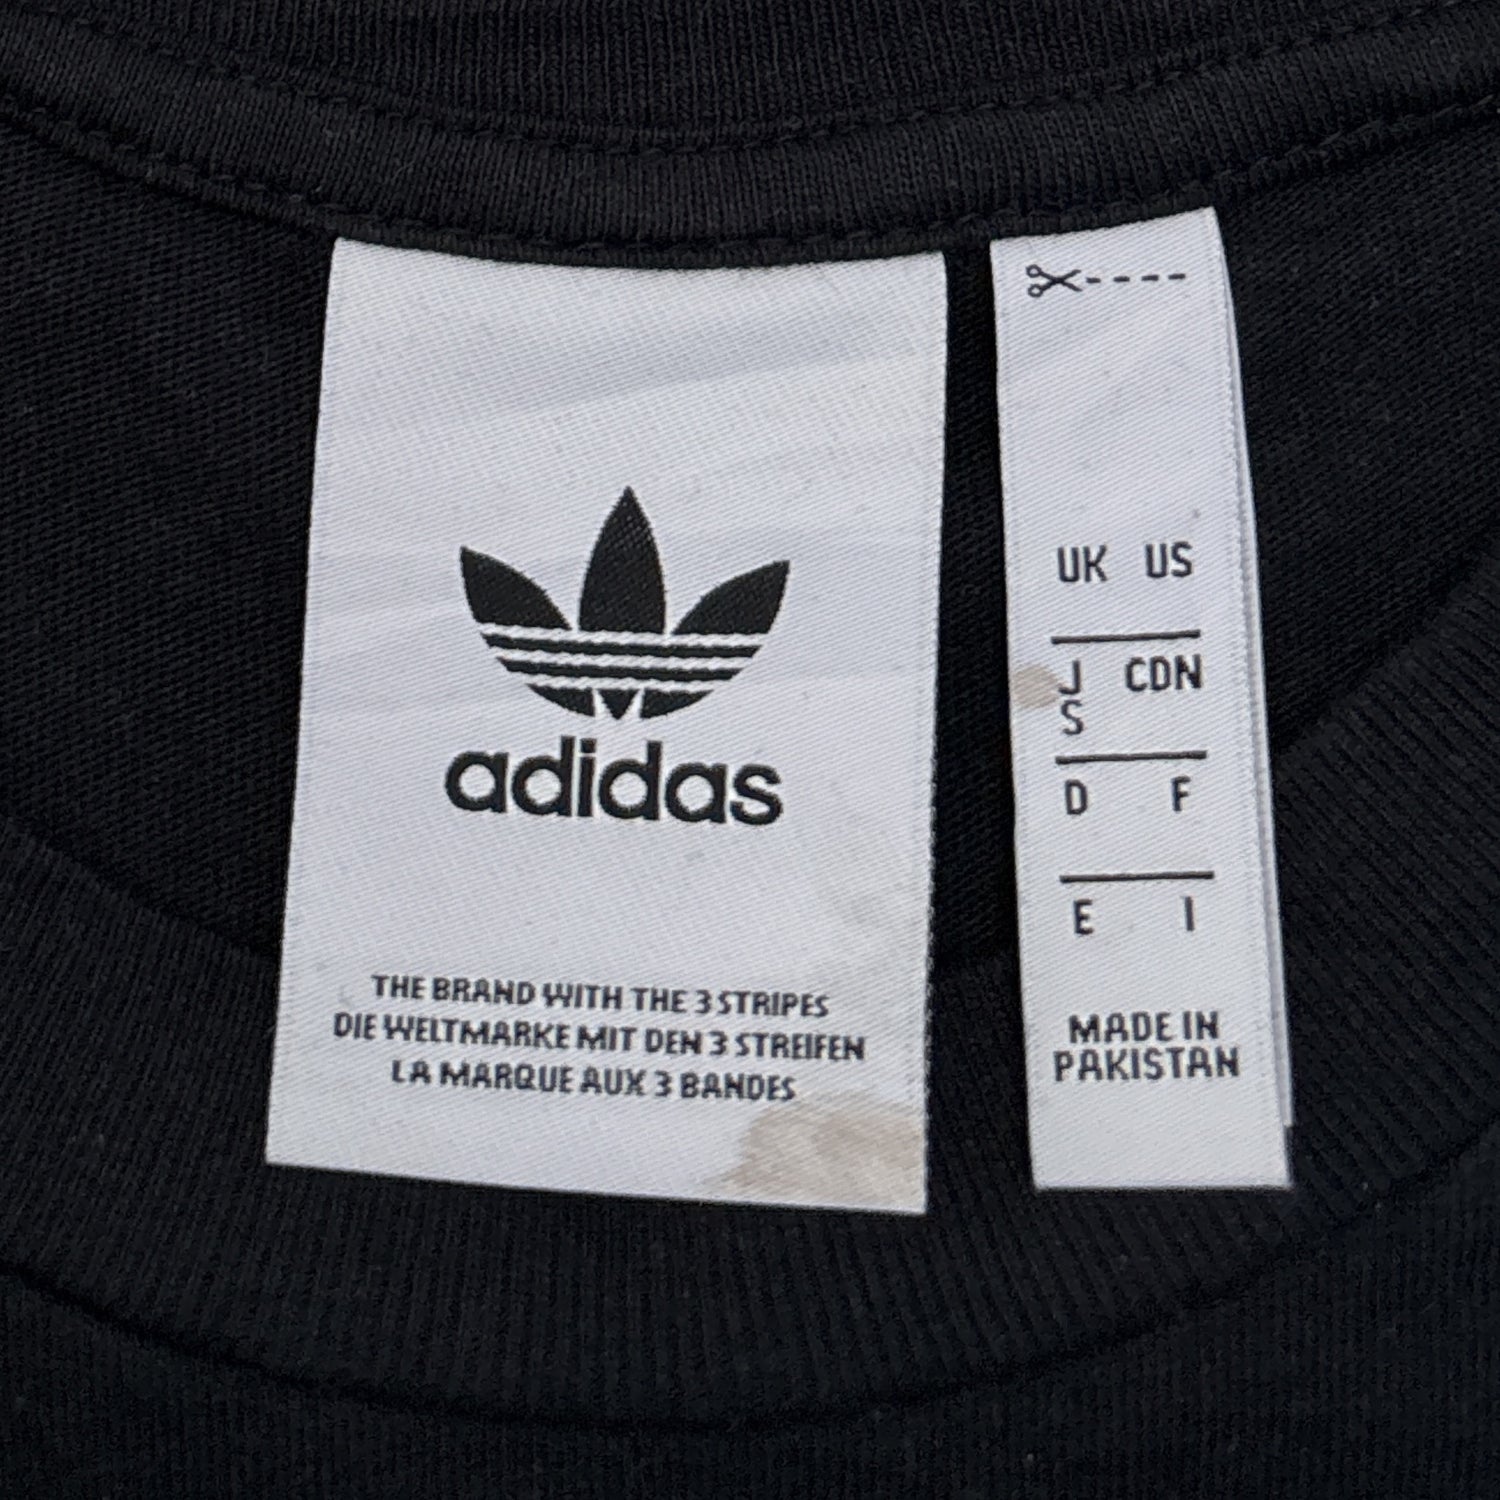 adidas
THE BRAND WITH THE 3 STRIPES
DIE WELTMARKE MIT DEN 3 STREIFEN
LA MARQUE AUX 3 BANDES
UK US
J CDN
S
D F
E I
MADE IN
PAKISTAN